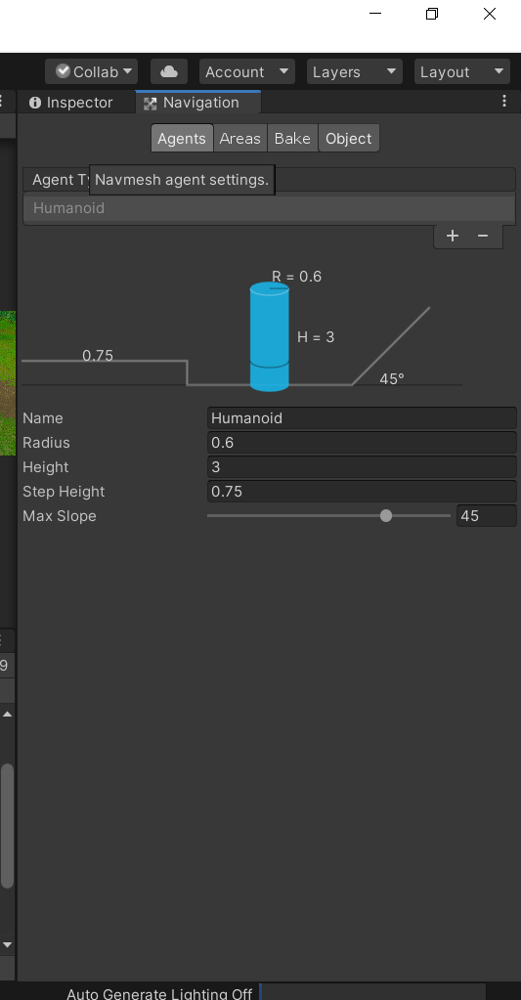 Collab Account Layers Layout
Inspector Navigation
Agents Areas Bake Object
Agent Ty Navmesh agent settings.
Humanoid
+ −
R = 0.6
H = 3
0.75
45°
Name Humanoid
Radius 0.6
Height 3
Step Height 0.75
Max Slope 45
9
Auto Generate Lighting Off